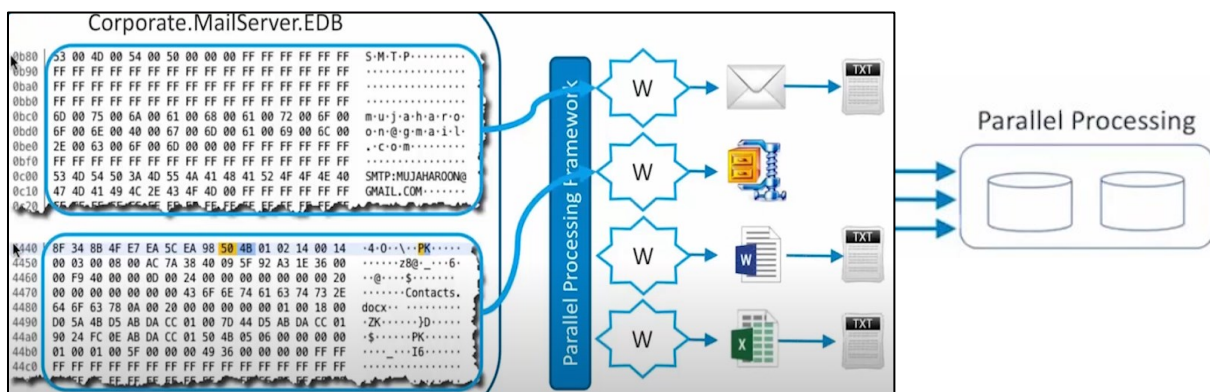 Corporate.MailServer.EDB
0b80 53 00 4D 00 54 00 50 00 00 00 FF FF FF FF FF FF S·M·T·P·········
0b90 FF FF FF FF FF FF FF FF FF FF FF FF FF FF FF FF ················
0ba0 FF FF FF FF FF FF FF FF FF FF FF FF FF FF FF FF ················
0bb0 FF FF FF FF FF FF FF FF FF FF FF FF FF FF FF FF ················
0bc0 6D 00 75 00 6A 00 61 00 68 00 61 00 72 00 6F 00 m·u·j·a·h·a·r·o·
0bd0 6F 00 6E 00 40 00 67 00 6D 00 61 00 69 00 6C 00 o·n·@·g·m·a·i·l·
0be0 2E 00 63 00 6F 00 6D 00 00 00 FF FF FF FF FF FF .·c·o·m·········
0bf0 FF FF FF FF FF FF FF FF FF FF FF FF FF FF FF FF ················
0c00 53 4D 54 50 3A 4D 55 4A 41 48 41 52 4F 4F 4E 40 SMTP:MUJAHAROON@
0c10 47 4D 41 49 4C 2E 43 4F 4D 00 FF FF FF FF FF FF GMAIL.COM·······
0c20
4440 8F 34 8B 4F E7 EA 5C EA 98 50 4B 01 02 14 00 14 ·4·O··\··PK·····
4450 00 03 00 08 00 AC 7A 38 40 09 5F 92 A3 1E 36 00 ······z8@·_···6·
4460 00 F9 40 00 00 0D 00 24 00 00 00 00 00 00 00 20 ··@····$·······
4470 00 00 00 00 00 00 00 43 6F 6E 74 61 63 74 73 2E ·······Contacts.
4480 64 6F 63 78 0A 00 20 00 00 00 00 00 01 00 18 00 docx·· ·········
4490 D0 5A 4B D5 AB DA CC 01 00 7D 44 D5 AB DA CC 01 ·ZK······}D·····
44a0 90 24 FC 0E AB DA CC 01 50 4B 05 06 00 00 00 00 ·$······PK······
44b0 01 00 01 00 5F 00 00 00 49 36 00 00 00 00 FF FF ····_···I6······
44c0 FF FF FF FF FF FF FF FF FF FF FF FF FF FF FF FF ················
Parallel Processing Framework
W
TXT
W
W
W
TXT
W
X
TXT
Parallel Processing